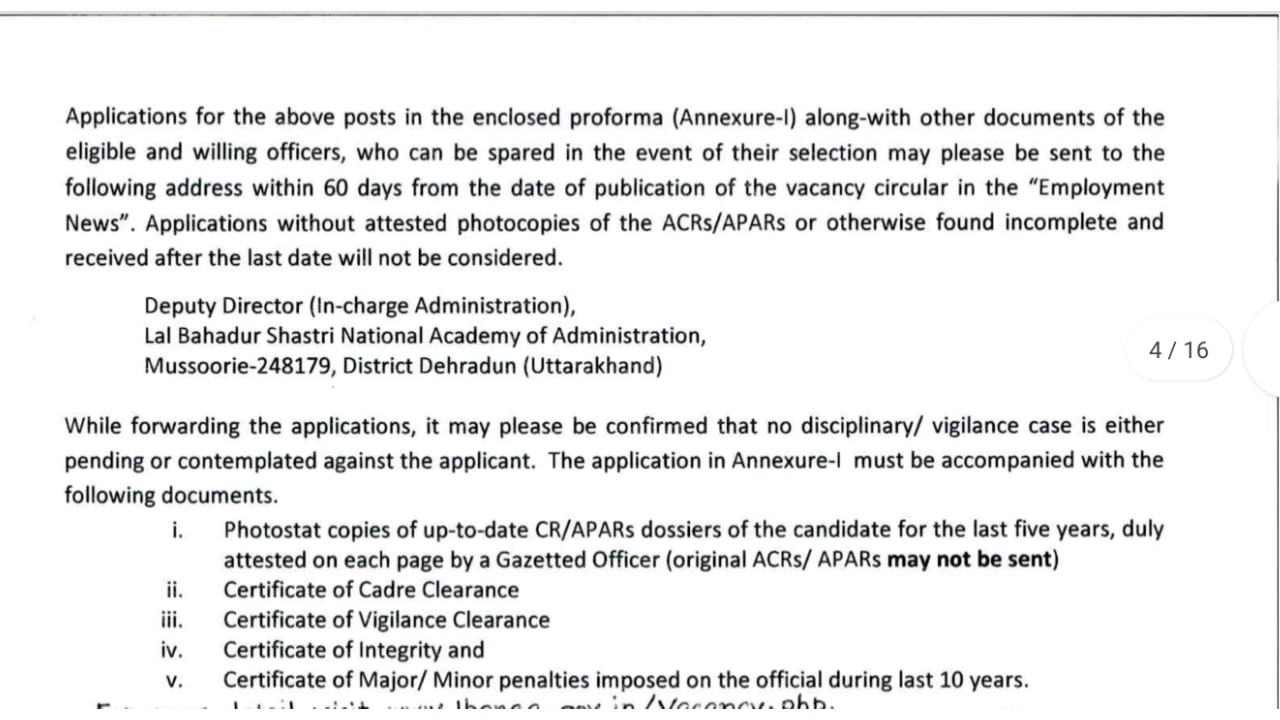 Applications for the above posts in the enclosed proforma (Annexure-I) along-with other documents of the
eligible and willing officers, who can be spared in the event of their selection may please be sent to the
following address within 60 days from the date of publication of the vacancy circular in the “Employment
News”. Applications without attested photocopies of the ACRs/APARs or otherwise found incomplete and
received after the last date will not be considered.
Deputy Director (In-charge Administration),
Lal Bahadur Shastri National Academy of Administration,
Mussoorie-248179, District Dehradun (Uttarakhand)
4 / 16
While forwarding the applications, it may please be confirmed that no disciplinary/ vigilance case is either
pending or contemplated against the applicant. The application in Annexure-I must be accompanied with the
following documents.
i. Photostat copies of up-to-date CR/APARs dossiers of the candidate for the last five years, duly
attested on each page by a Gazetted Officer (original ACRs/ APARs may not be sent)
ii. Certificate of Cadre Clearance
iii. Certificate of Vigilance Clearance
iv. Certificate of Integrity and
v. Certificate of Major/ Minor penalties imposed on the official during last 10 years.